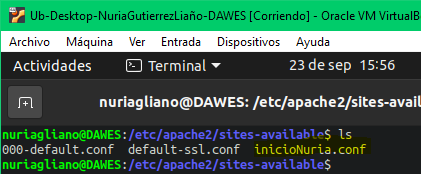 Ub-Desktop-NuriaGutierrezLiaño-DAWES [Corriendo] - Oracle VM VirtualB
Archivo Máquina Ver Entrada Dispositivos Ayuda
Actividades Terminal 23 de sep 15:56
nuriagliano@DAWES: /etc/apache2/sites-avail
nuriagliano@DAWES:/etc/apache2/sites-available$ ls
000-default.conf default-ssl.conf inicioNuria.conf
nuriagliano@DAWES:/etc/apache2/sites-available$